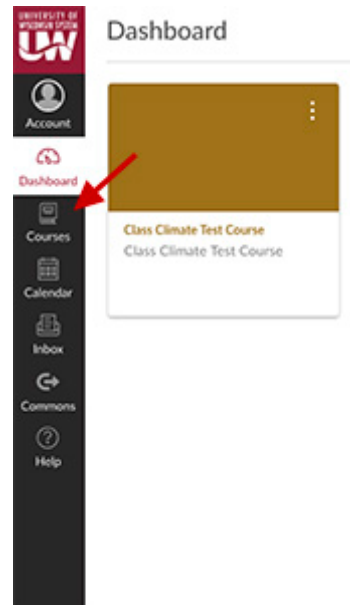 UNIVERSITY OF
WISCONSIN SYSTEM
UW
Dashboard
Account
Dashboard
Courses
Calendar
Inbox
Commons
Help
Class Climate Test Course
Class Climate Test Course